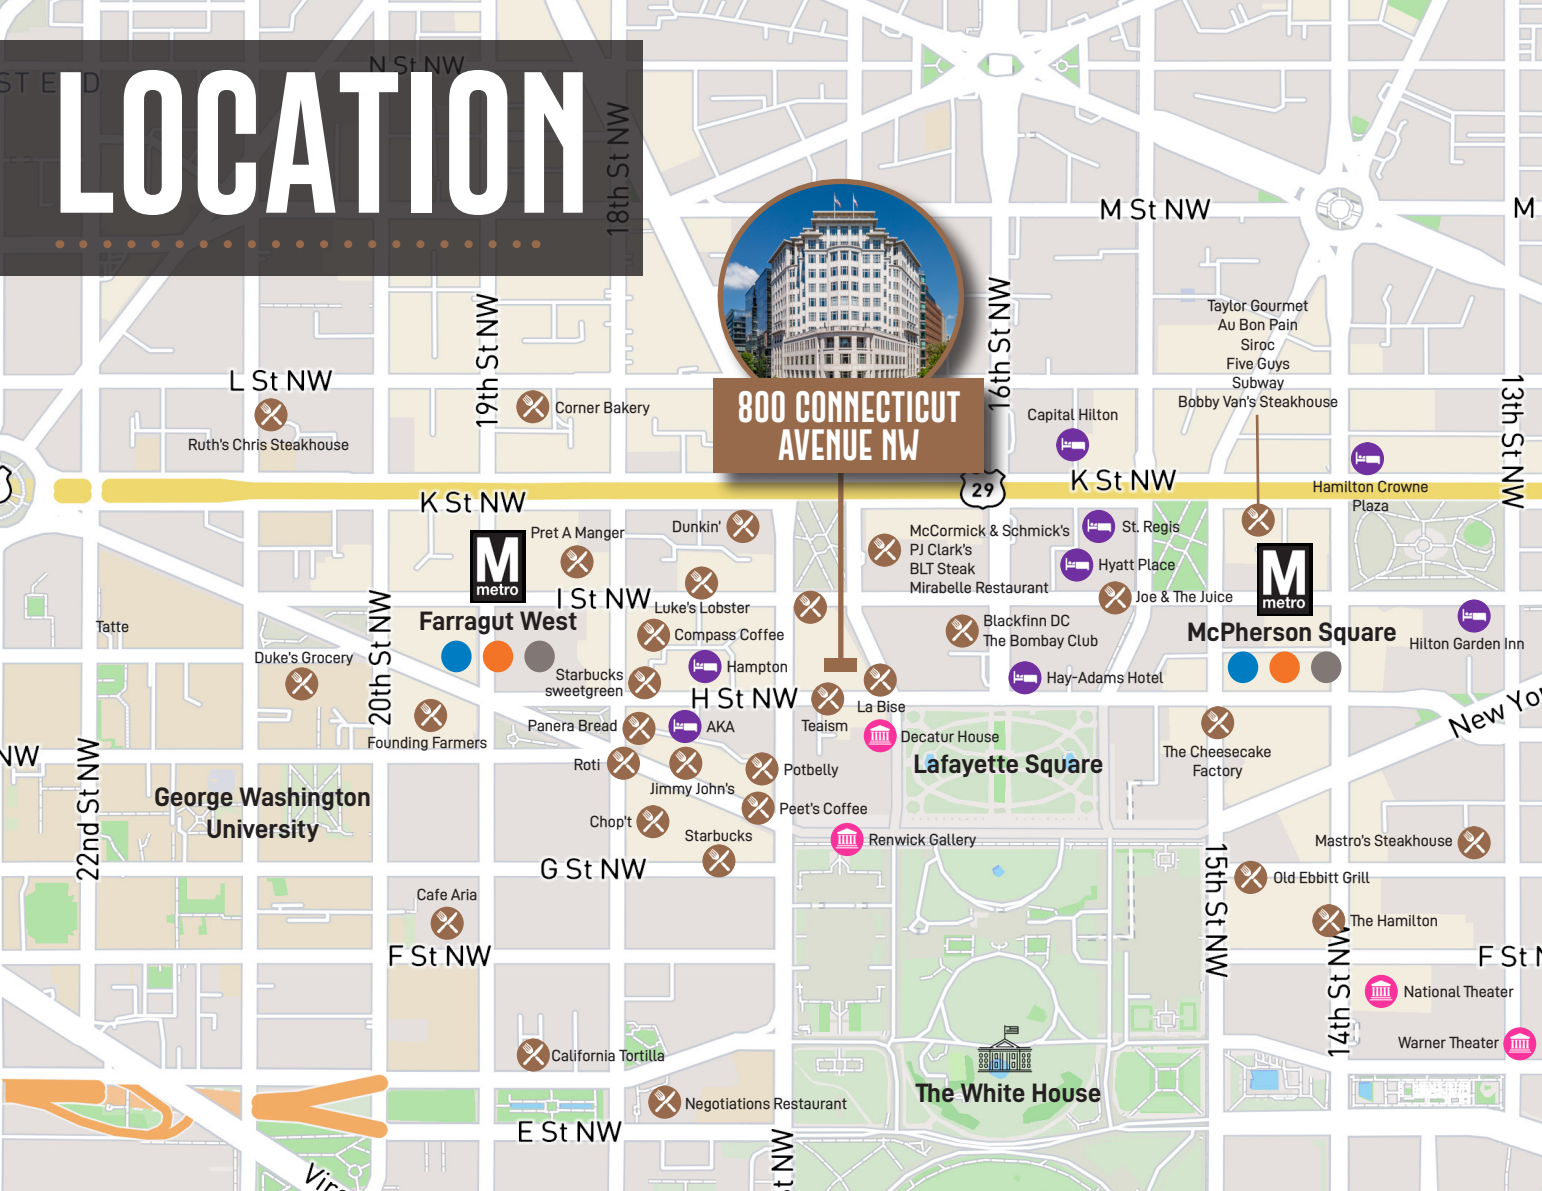 LOCATION
N St NW
ST END
18th St NW
M St NW
M
16th St NW
19th St NW
L St NW
Ruth's Chris Steakhouse
Corner Bakery
800 CONNECTICUT
AVENUE NW
Capital Hilton
Taylor Gourmet
Au Bon Pain
Siroc
Five Guys
Subway
Bobby Van's Steakhouse
13th St NW
Hamilton Crowne
Plaza
K St NW
29
K St NW
M
metro
Farragut West
Pret A Manger
Dunkin'
I St NW
Luke's Lobster
Compass Coffee
Hampton
Starbucks
sweetgreen
McCormick & Schmick's
PJ Clark's
BLT Steak
Mirabelle Restaurant
St. Regis
Hyatt Place
Joe & The Juice
Blackfinn DC
The Bombay Club
Hay-Adams Hotel
M
metro
McPherson Square
Hilton Garden Inn
Tatte
Duke's Grocery
20th St NW
Founding Farmers
H St NW
Panera Bread
AKA
Roti
Jimmy John's
Potbelly
Peet's Coffee
Chop't
Starbucks
Teaism
La Bise
Decatur House
Lafayette Square
Renwick Gallery
The Cheesecake
Factory
New Yo
NW
22nd St NW
George Washington
University
G St NW
Mastro's Steakhouse
Old Ebbitt Grill
The Hamilton
15th St NW
14th St NW
F St N
Cafe Aria
F St NW
National Theater
Warner Theater
California Tortilla
Negotiations Restaurant
The White House
E St NW
t NW
Virg